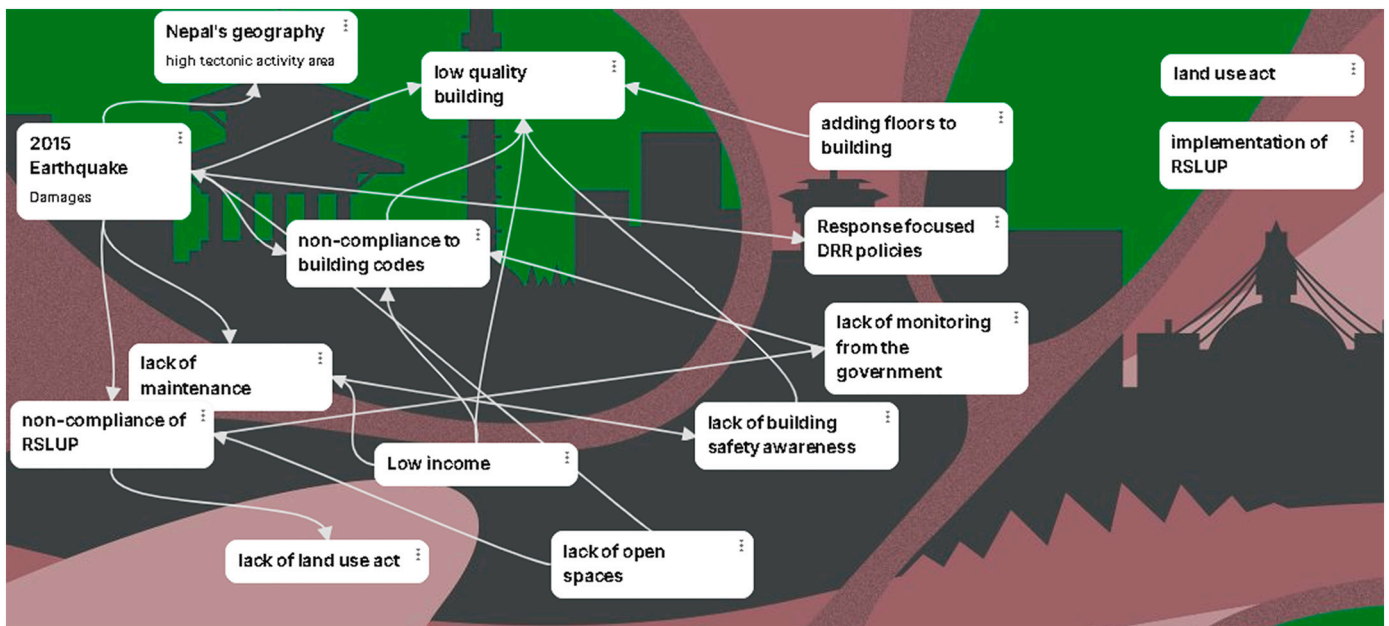 Nepal's geography
high tectonic activity area
low quality
building
land use act
adding floors to
building
2015
Earthquake
Damages
implementation of
RSLUP
non-compliance to
building codes
Response focused
DRR policies
lack of monitoring
from the
government
lack of
maintenance
non-compliance of
RSLUP
lack of building
safety awareness
Low income
lack of land use act
lack of open
spaces